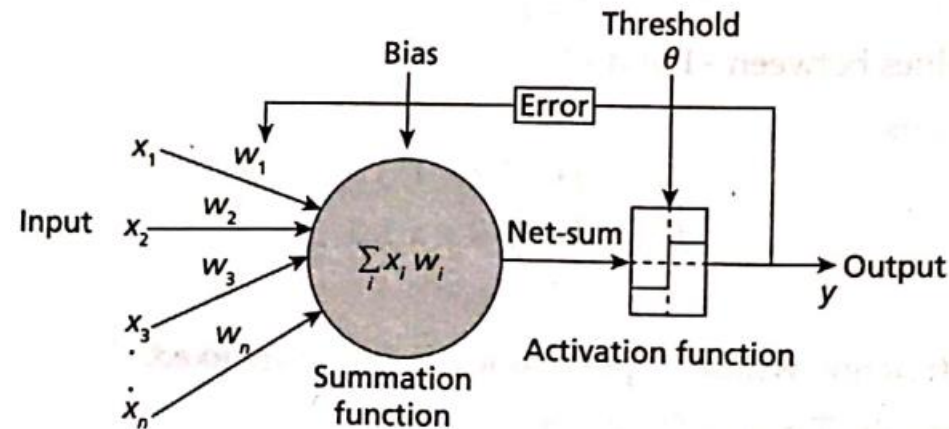 Threshold
θ
Bias
Error
x₁
w₁
Input
x₂
w₂
w₃
x₃
wₙ
xₙ
∑ᵢ xᵢ wᵢ
Net-sum
Output
y
Activation function
Summation
function